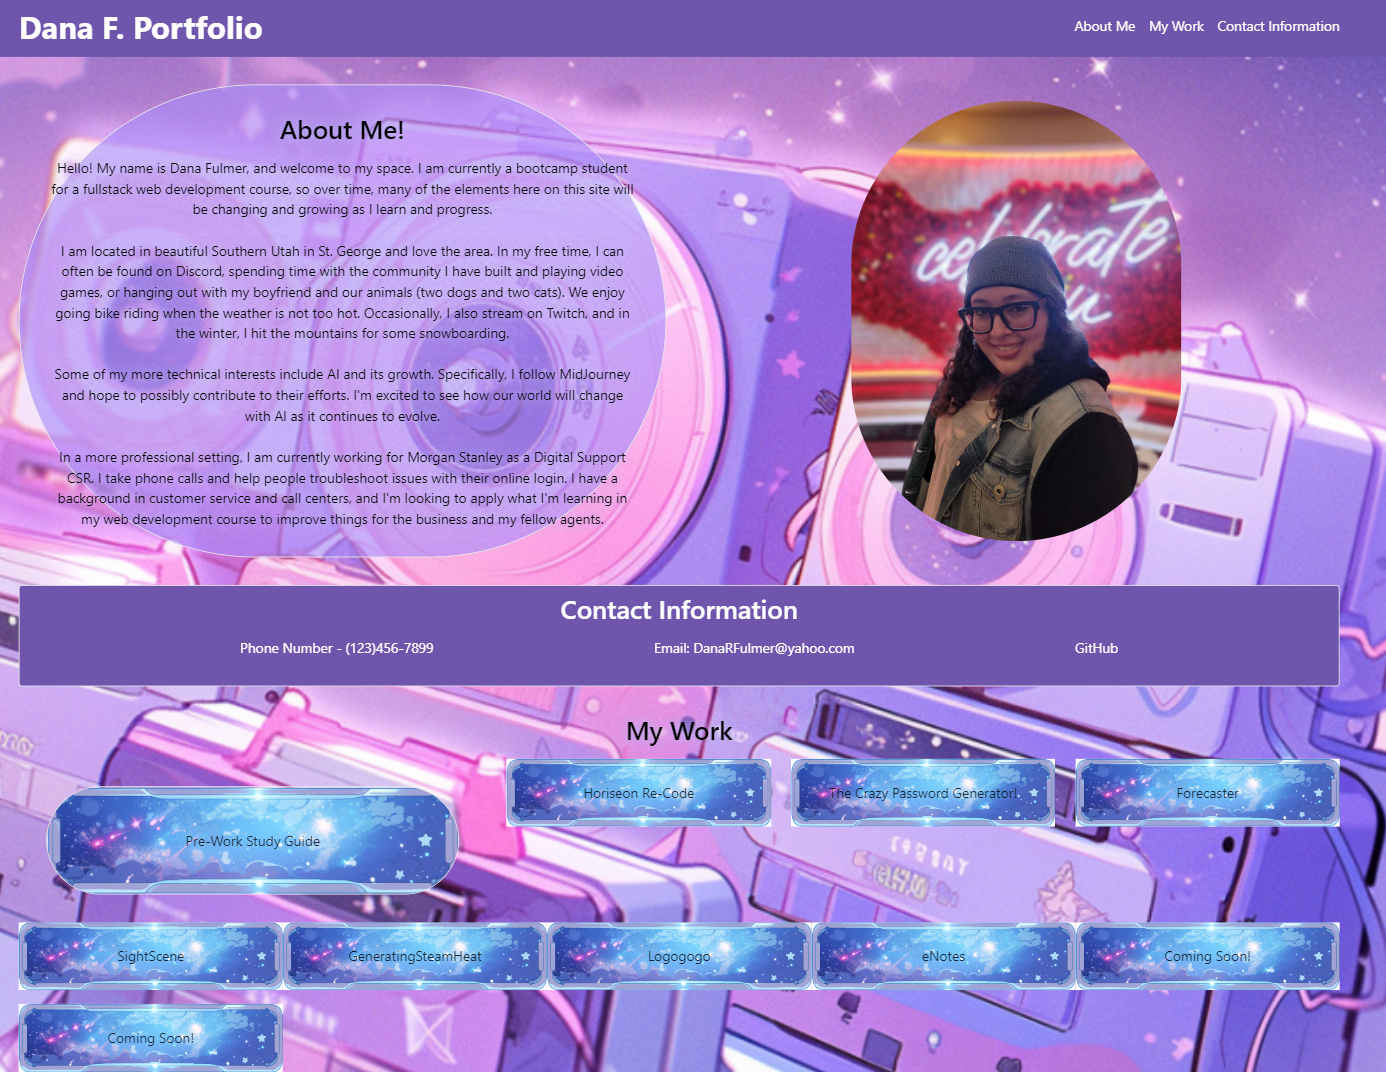 Dana F. Portfolio
About Me My Work Contact Information
About Me!
Hello! My name is Dana Fulmer, and welcome to my space. I am currently a bootcamp student
for a fullstack web development course, so over time, many of the elements here on this site will
be changing and growing as I learn and progress.
I am located in beautiful Southern Utah in St. George and love the area. In my free time, I can
often be found on Discord, spending time with the community I have built and playing video
games, or hanging out with my boyfriend and our animals (two dogs and two cats). We enjoy
going bike riding when the weather is not too hot. Occasionally, I also stream on Twitch, and in
the winter, I hit the mountains for some snowboarding.
Some of my more technical interests include AI and its growth. Specifically, I follow MidJourney
and hope to possibly contribute to their efforts. I'm excited to see how our world will change
with AI as it continues to evolve.
In a more professional setting, I am currently working for Morgan Stanley as a Digital Support
CSR. I take phone calls and help people troubleshoot issues with their online login. I have a
background in customer service and call centers, and I'm looking to apply what I'm learning in
my web development course to improve things for the business and my fellow agents.
celebrate
Contact Information
Phone Number - (123)456-7899
Email: DanaRFulmer@yahoo.com
GitHub
My Work
Pre-Work Study Guide
Horiseon Re-Code
The Crazy Password Generator!
Forecaster
SightScene
GeneratingSteamHeat
Logogogo
eNotes
Coming Soon!
Coming Soon!